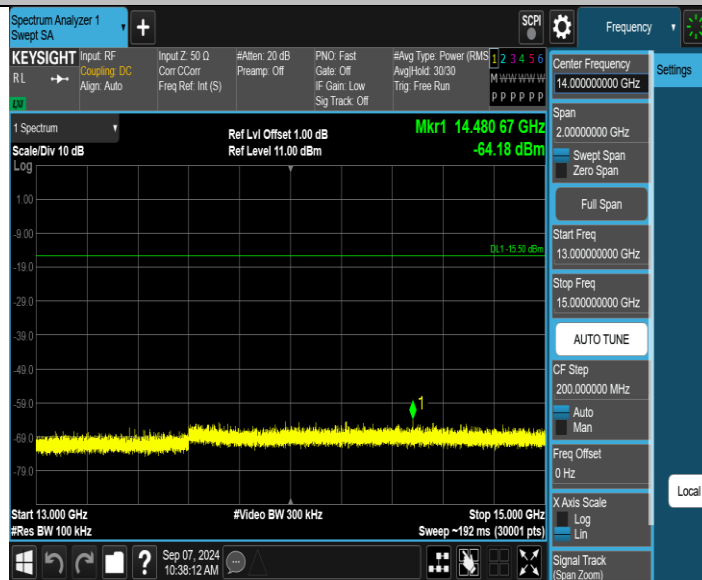 Spectrum Analyzer 1
Swept SA
+
SCPI
Frequency
KEYSIGHT
RL
LXI
Input: RF
Coupling: DC
Align: Auto
Input Z: 50 Ω
Corr CCorr
Freq Ref: Int (S)
#Atten: 20 dB
Preamp: Off
PNO: Fast
Gate: Off
IF Gain: Low
Sig Track: Off
#Avg Type: Power (RMS
Avg|Hold: 30/30
Trig: Free Run
1 2 3 4 5 6
M W W W W W
P P P P P P
1 Spectrum
Scale/Div 10 dB
Log
Ref Lvl Offset 1.00 dB
Ref Level 11.00 dBm
Mkr1 14.480 67 GHz
-64.18 dBm
1.00
-9.00
-19.0
-29.0
-39.0
-49.0
-59.0
-69.0
-79.0
DL1 -15.50 dBm
1
Start 13.000 GHz
#Res BW 100 kHz
#Video BW 300 kHz
Stop 15.000 GHz
Sweep ~192 ms (30001 pts)
Center Frequency
14.000000000 GHz
Span
2.00000000 GHz
Swept Span
Zero Span
Full Span
Start Freq
13.000000000 GHz
Stop Freq
15.000000000 GHz
AUTO TUNE
CF Step
200.000000 MHz
Auto
Man
Freq Offset
0 Hz
X Axis Scale
Log
Lin
Signal Track
(Span Zoom)
Settings
Local
?
Sep 07, 2024
10:38:12 AM